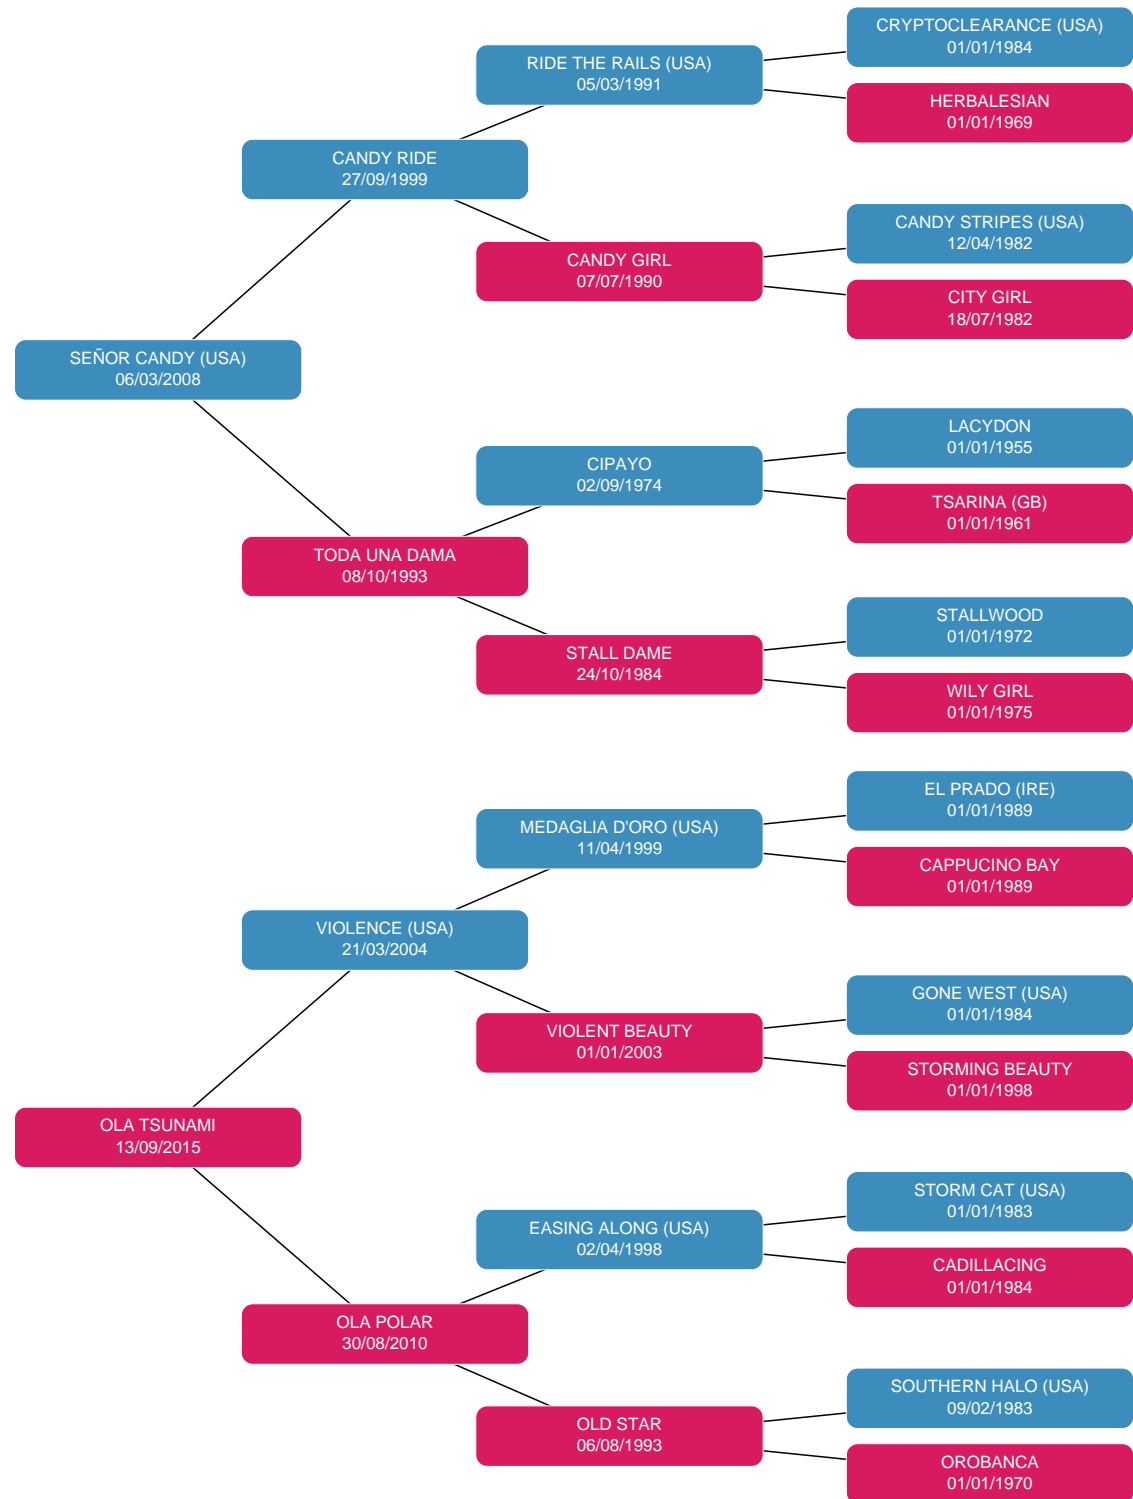 CRYPTOCLEARANCE (USA)
01/01/1984
RIDE THE RAILS (USA)
05/03/1991
HERBALESIAN
01/01/1969
CANDY RIDE
27/09/1999
CANDY STRIPES (USA)
12/04/1982
CANDY GIRL
07/07/1990
CITY GIRL
18/07/1982
SEÑOR CANDY (USA)
06/03/2008
LACYDON
01/01/1955
CIPAYO
02/09/1974
TSARINA (GB)
01/01/1961
TODA UNA DAMA
08/10/1993
STALLWOOD
01/01/1972
STALL DAME
24/10/1984
WILY GIRL
01/01/1975
EL PRADO (IRE)
01/01/1989
MEDAGLIA D'ORO (USA)
11/04/1999
CAPPUCINO BAY
01/01/1989
VIOLENCE (USA)
21/03/2004
GONE WEST (USA)
01/01/1984
VIOLENT BEAUTY
01/01/2003
STORMING BEAUTY
01/01/1998
OLA TSUNAMI
13/09/2015
STORM CAT (USA)
01/01/1983
EASING ALONG (USA)
02/04/1998
CADILLACING
01/01/1984
OLA POLAR
30/08/2010
SOUTHERN HALO (USA)
09/02/1983
OLD STAR
06/08/1993
OROBANCA
01/01/1970